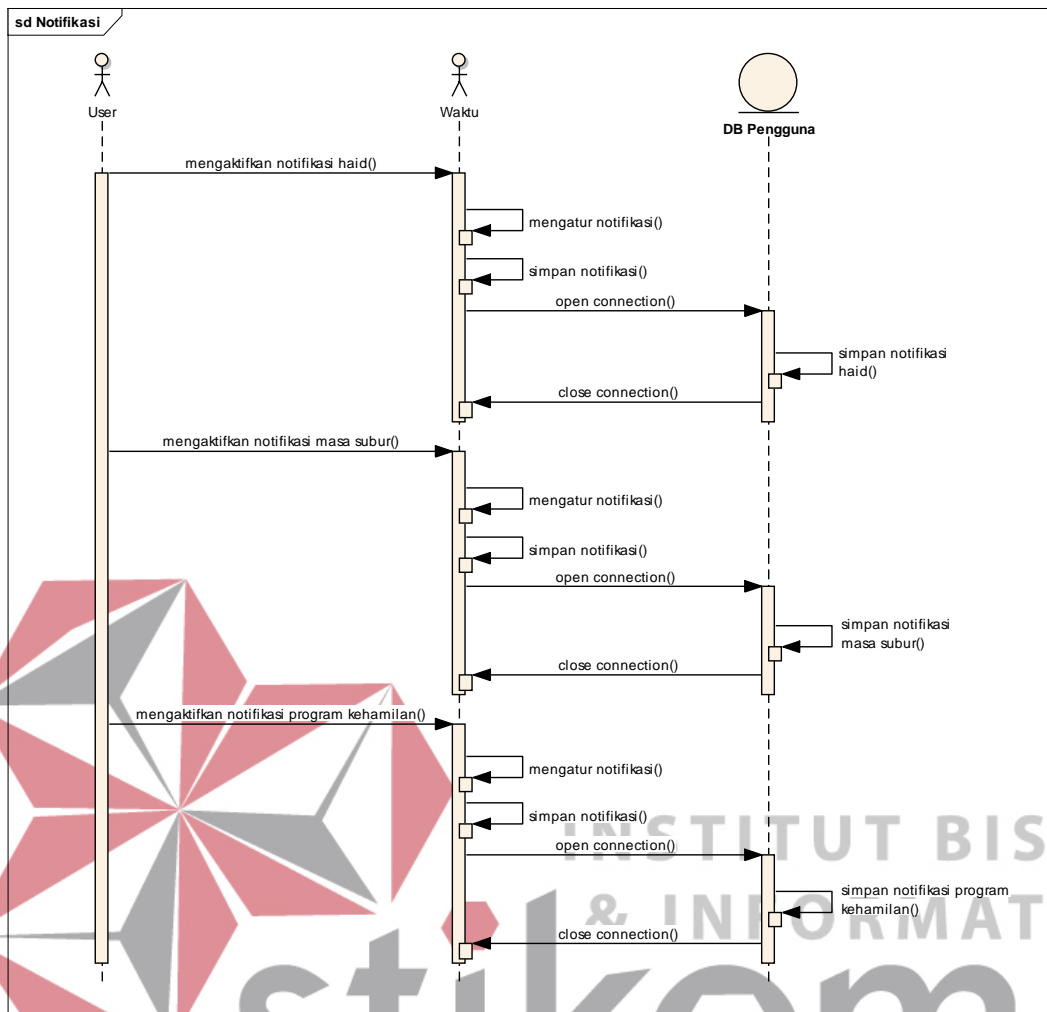 sd Notifikasi
User
Waktu
DB Pengguna
mengaktifkan notifikasi haid()
mengatur notifikasi()
simpan notifikasi()
open connection()
simpan notifikasi
haid()
close connection()
mengaktifkan notifikasi masa subur()
mengatur notifikasi()
simpan notifikasi()
open connection()
simpan notifikasi
masa subur()
close connection()
mengaktifkan notifikasi program kehamilan()
mengatur notifikasi()
simpan notifikasi()
INSTITUT BIS
open connection()
simpan notifikasi program
kehamilan()
& INFORMAT
close connection()
stikom